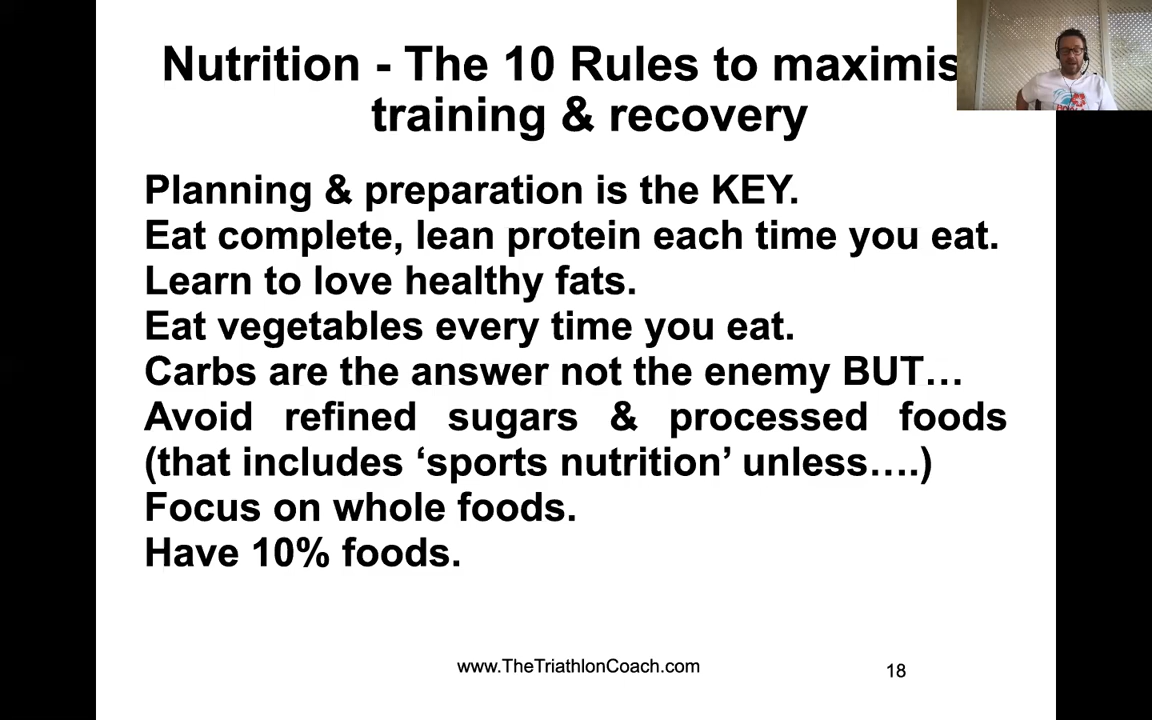 Nutrition - The 10 Rules to maximis
training & recovery
Planning & preparation is the KEY.
Eat complete, lean protein each time you eat.
Learn to love healthy fats.
Eat vegetables every time you eat.
Carbs are the answer not the enemy BUT…
Avoid refined sugars & processed foods
(that includes ‘sports nutrition’ unless….)
Focus on whole foods.
Have 10% foods.
www.TheTriathlonCoach.com
18